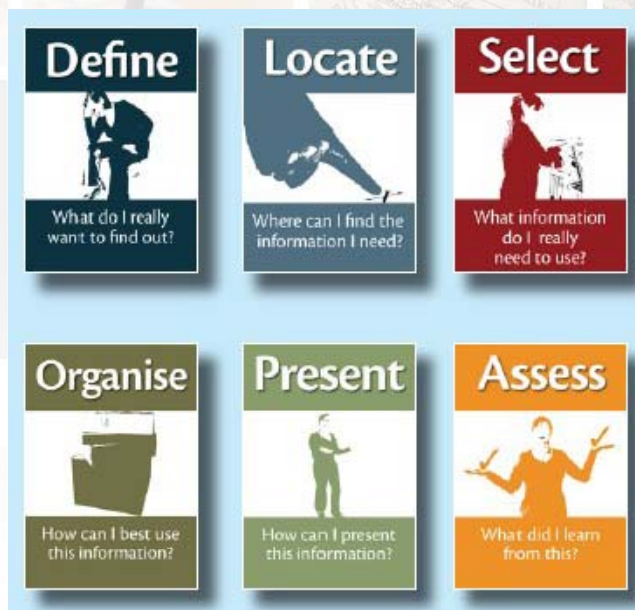 Define
What do I really
want to find out?
Locate
Where can I find the
information I need?
Select
What information
do I really
need to use?
Organise
How can I best use
this information?
Present
How can I present
this information?
Assess
What did I learn
from this?